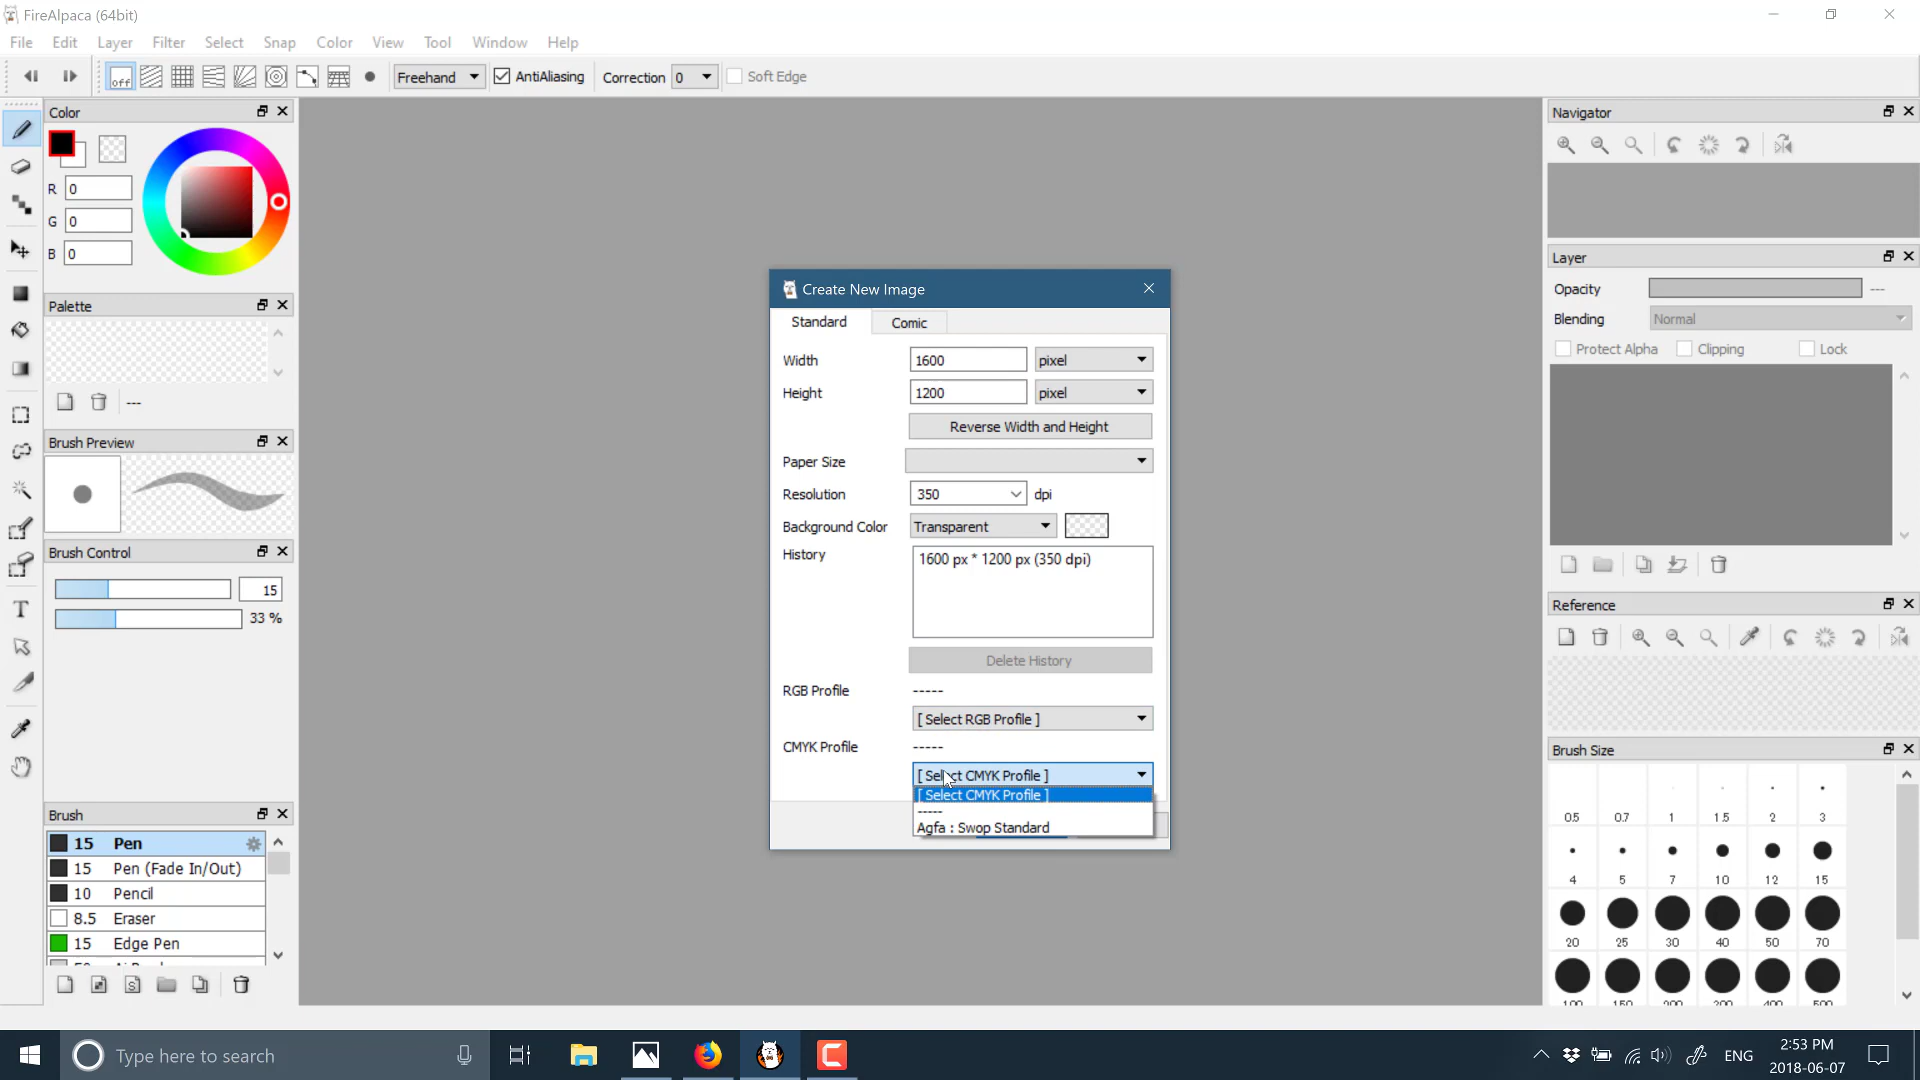 FireAlpaca (64bit)
File Edit Layer Filter Select Snap Color View Tool Window Help
off Freehand AntiAliasing Correction 0 Soft Edge
Color
R 0
G 0
B 0
Palette
---
Brush Preview
Brush Control
15
33 %
Brush
15 Pen
15 Pen (Fade In/Out)
10 Pencil
8.5 Eraser
15 Edge Pen
Create New Image
Standard Comic
Width 1600 pixel
Height 1200 pixel
Reverse Width and Height
Paper Size
Resolution 350 dpi
Background Color Transparent
History 1600 px * 1200 px (350 dpi)
Delete History
RGB Profile -----
[ Select RGB Profile ]
CMYK Profile -----
[ Select CMYK Profile ]
[ Select CMYK Profile ]
-----
Agfa : Swop Standard
Navigator
Layer
Opacity ---
Blending Normal
Protect Alpha Clipping Lock
Reference
Brush Size
0.5 0.7 1 1.5 2 3
4 5 7 10 12 15
20 25 30 40 50 70
100 150 200 300 400 500
T
Type here to search
ENG
2:53 PM
2018-06-07